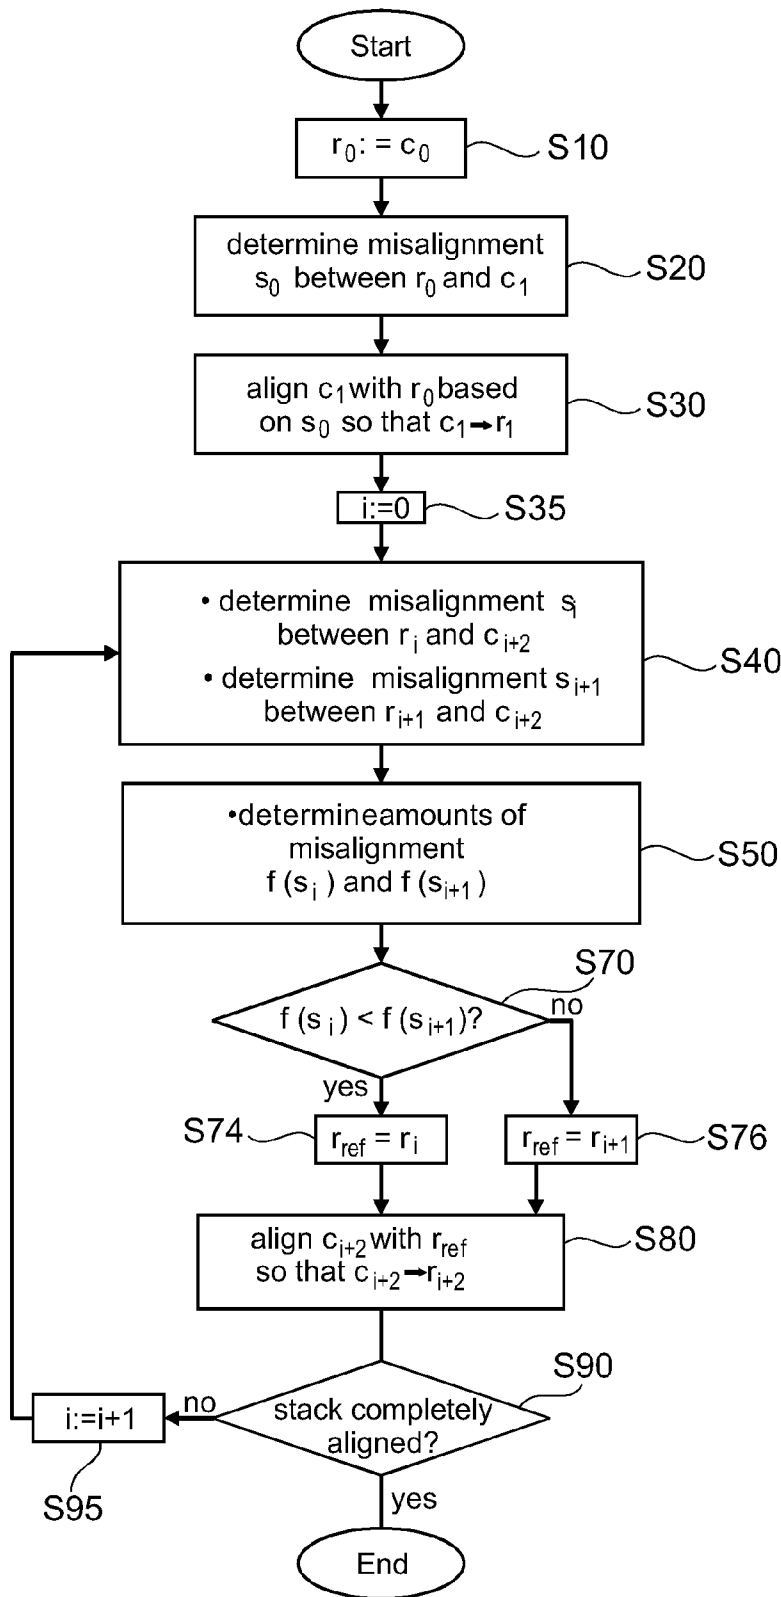 Start
r₀: = c₀
S10
determine misalignment
s₀ between r₀ and c₁
S20
align c₁ with r₀ based
on s₀ so that c₁→r₁
S30
i:=0
S35
• determine misalignment sᵢ
between rᵢ and cᵢ₊₂
• determine misalignment sᵢ₊₁
between rᵢ₊₁ and cᵢ₊₂
S40
•determineamounts of
misalignment
f (sᵢ) and f (sᵢ₊₁)
S50
S70
f (sᵢ) < f (sᵢ₊₁)?
no
yes
S74
r_ref = rᵢ
r_ref = rᵢ₊₁
S76
align cᵢ₊₂ with r_ref
so that cᵢ₊₂→rᵢ₊₂
S80
S90
stack completely
aligned?
no
i:=i+1
S95
yes
End